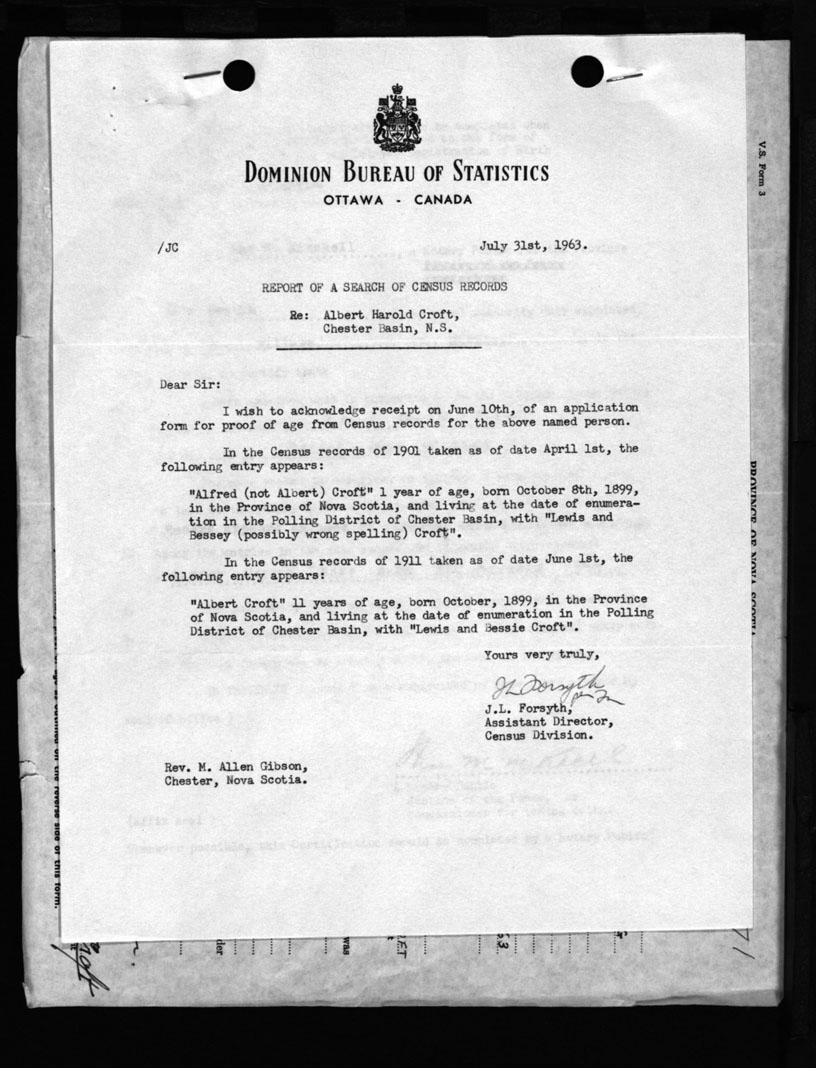 DOMINION BUREAU OF STATISTICS
OTTAWA - CANADA
/JC
July 31st, 1963.
REPORT OF A SEARCH OF CENSUS RECORDS
Re: Albert Harold Croft,
Chester Basin, N.S.
Dear Sir:
I wish to acknowledge receipt on June 10th, of an application
form for proof of age from Census records for the above named person.
In the Census records of 1901 taken as of date April 1st, the
following entry appears:
"Alfred (not Albert) Croft" 1 year of age, born October 8th, 1899,
in the Province of Nova Scotia, and living at the date of enumera-
tion in the Polling District of Chester Basin, with "Lewis and
Bessey (possibly wrong spelling) Croft".
In the Census records of 1911 taken as of date June 1st, the
following entry appears:
"Albert Croft" 11 years of age, born October, 1899, in the Province
of Nova Scotia, and living at the date of enumeration in the Polling
District of Chester Basin, with "Lewis and Bessie Croft".
Yours very truly,
J.L. Forsyth,
Assistant Director,
Census Division.
Rev. M. Allen Gibson,
Chester, Nova Scotia.
V.S. Form 3
PROVINCE OF NOVA SCOTIA
on the reverse side of this form.
was